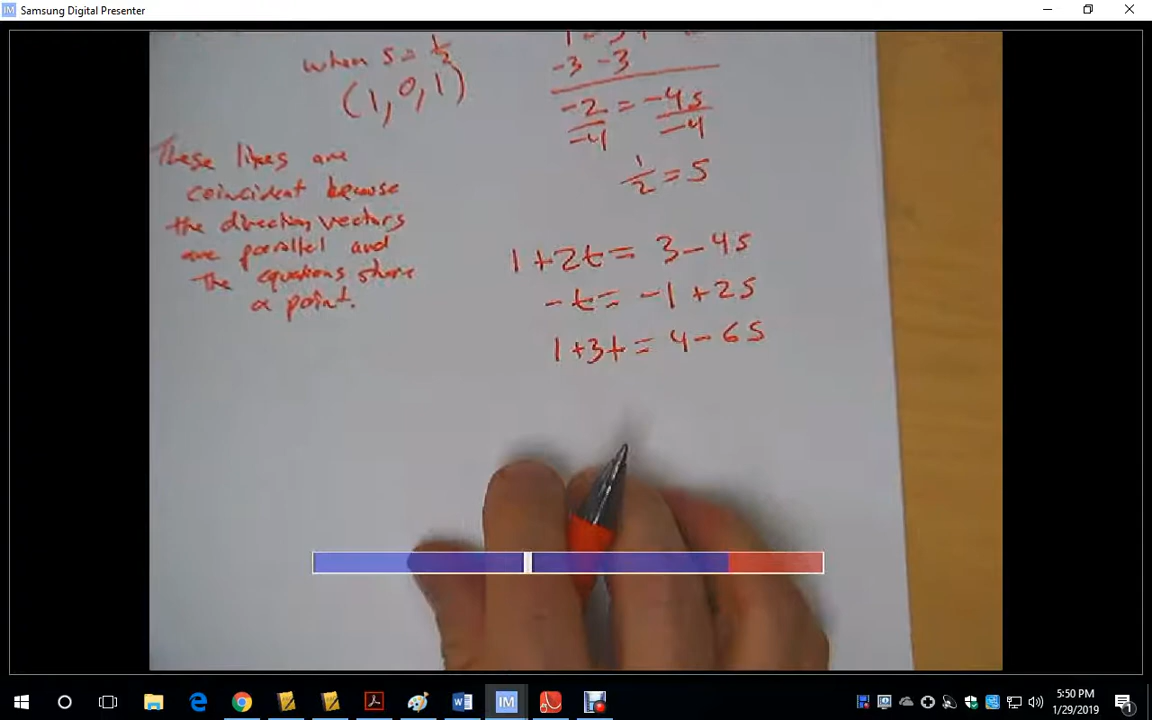 Samsung Digital Presenter
when s = 1/2
(1, 0, 1)
-3 -3
-2/-4 = -4s/-4
1/2 = s
These lines are
coincident because
the direction vectors
are parallel and
the equations share
a point.
1+2t = 3-4s
-t = -1+2s
1+3t = 4-6s
5:50 PM
1/29/2019